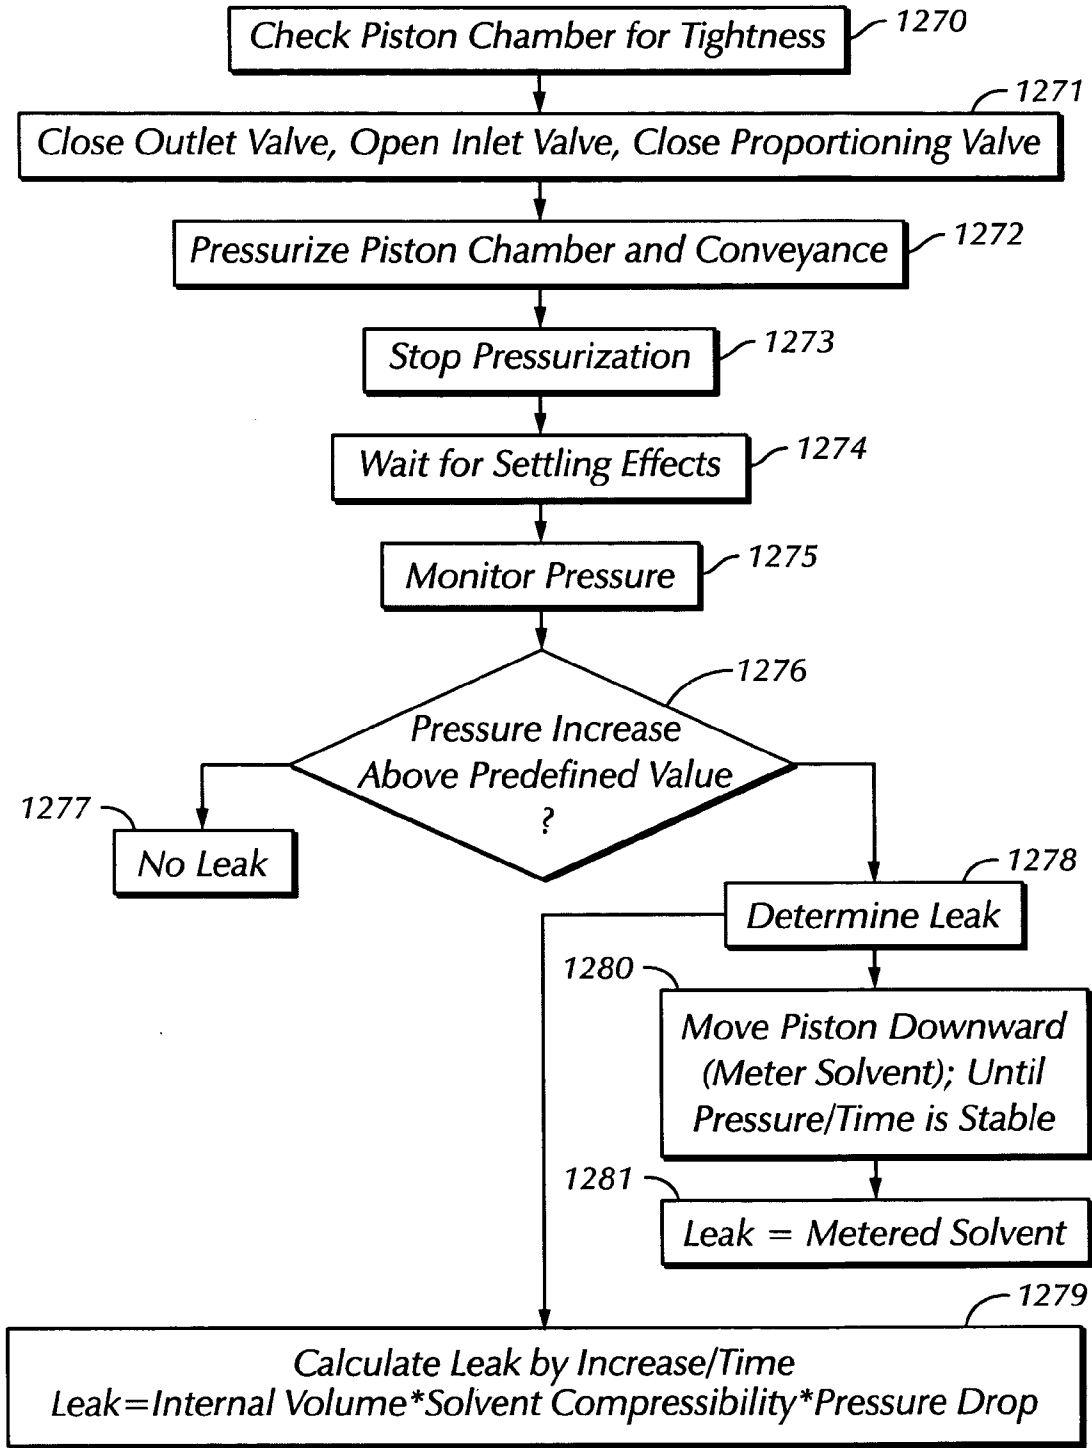 Check Piston Chamber for Tightness
1270
1271
Close Outlet Valve, Open Inlet Valve, Close Proportioning Valve
Pressurize Piston Chamber and Conveyance
1272
Stop Pressurization
1273
Wait for Settling Effects
1274
Monitor Pressure
1275
1276
Pressure Increase
Above Predefined Value
?
1277
No Leak
1278
Determine Leak
1280
Move Piston Downward
(Meter Solvent); Until
Pressure/Time is Stable
1281
Leak = Metered Solvent
1279
Calculate Leak by Increase/Time
Leak=Internal Volume*Solvent Compressibility*Pressure Drop